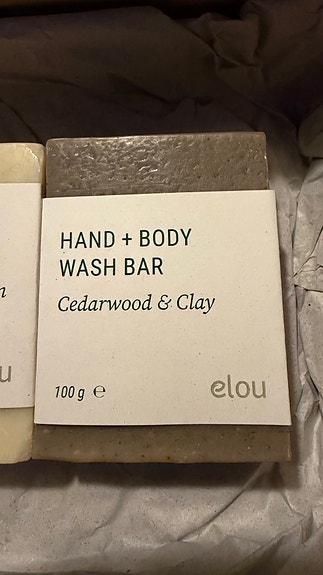 HAND + BODY
WASH BAR
Cedarwood & Clay
100 g ℮
elou